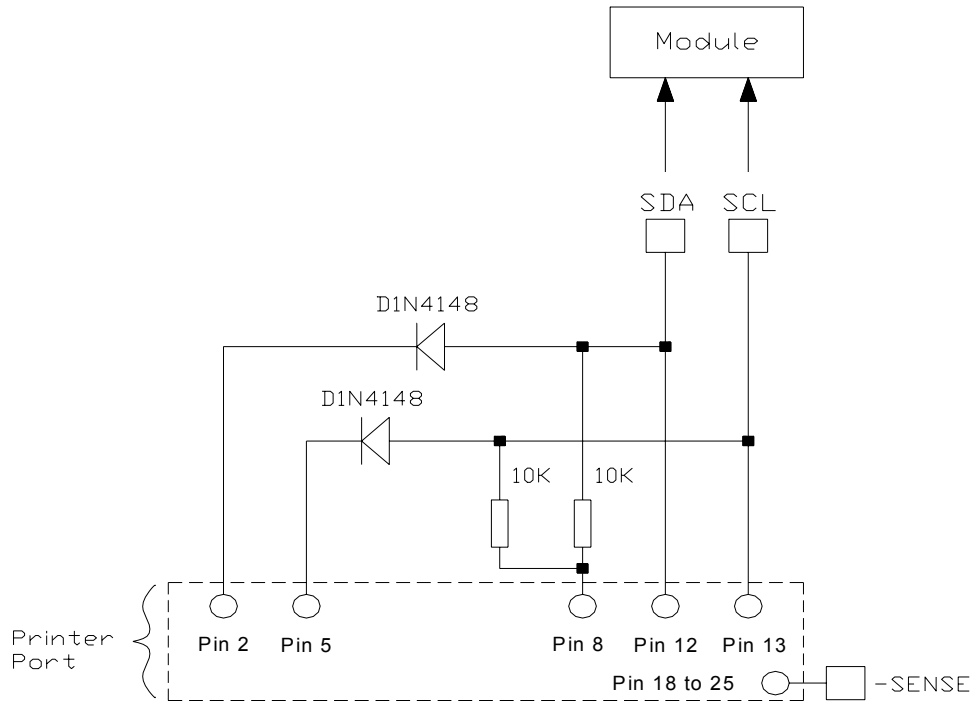 Module
SDA SCL
D1N4148
D1N4148
10K 10K
Printer
Port
Pin 2 Pin 5 Pin 8 Pin 12 Pin 13
Pin 18 to 25 -SENSE